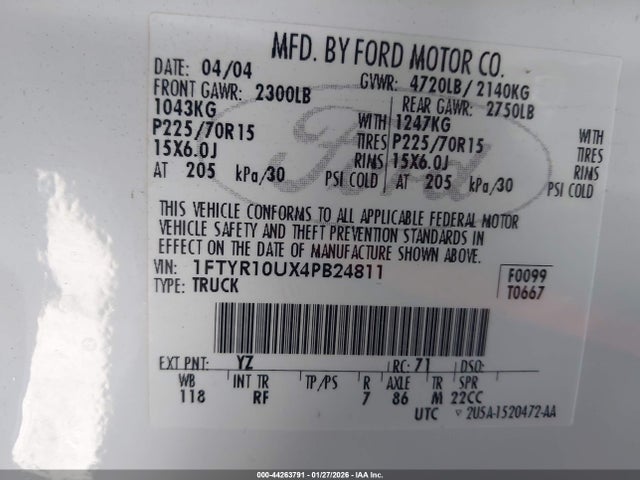 MFD. BY FORD MOTOR CO.
DATE: 04/04 GVWR: 4720LB/ 2140KG
FRONT GAWR: 2300LB REAR GAWR: 2750LB
1043KG WITH 1247KG WITH
P225/70R15 TIRES P225/70R15 TIRES
15X6.0J RIMS 15X6.0J RIMS
AT 205 kPa/30 PSI COLD AT 205 kPa/30 PSI COLD
THIS VEHICLE CONFORMS TO ALL APPLICABLE FEDERAL MOTOR
VEHICLE SAFETY AND THEFT PREVENTION STANDARDS IN
EFFECT ON THE DATE OF MANUFACTURE SHOWN ABOVE.
VIN: 1FTYR10UX4PB24811 F0099
TYPE: TRUCK T0667
Ford
EXT PNT: YZ RC: 71 DSO:
WB INT TR TP/PS R AXLE TR SPR
118 RF 7 86 M 22CC
UTC ▽ 2U5A-1520472-AA
000-44263791 - 01/27/2026 - IAA Inc.